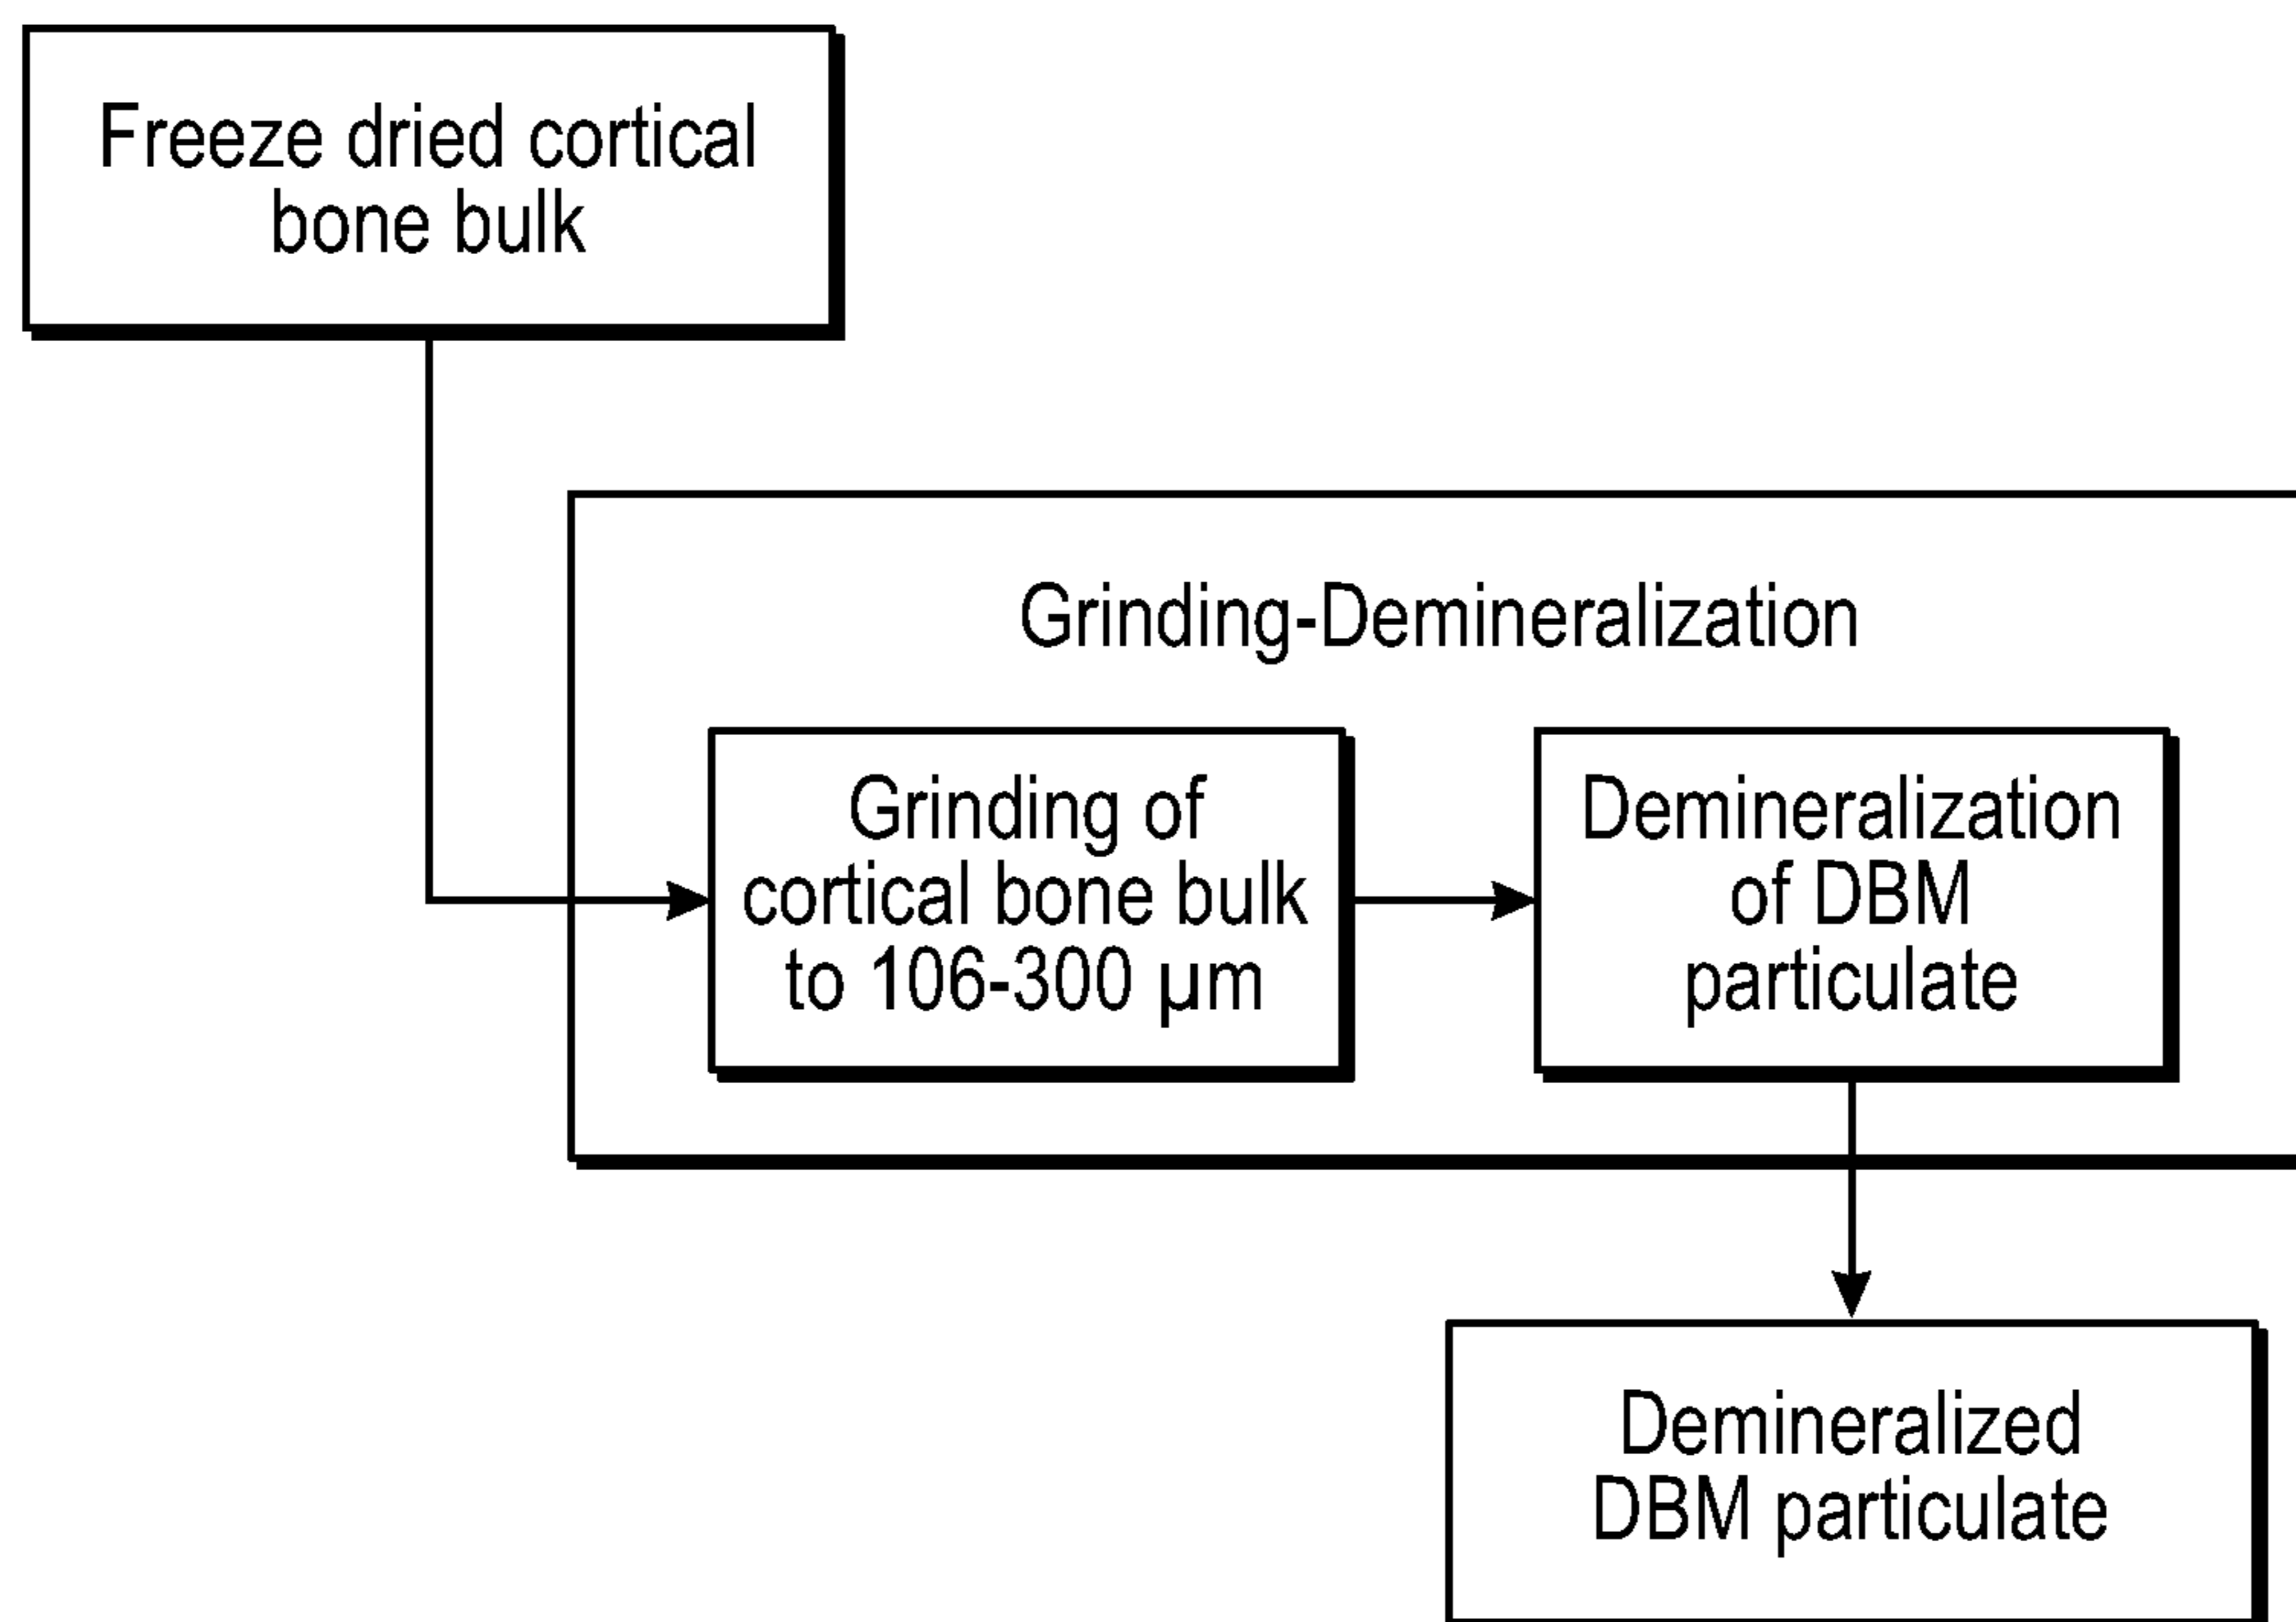 Freeze dried cortical
bone bulk
Grinding-Demineralization
Grinding of
cortical bone bulk
to 106-300 µm
Demineralization
of DBM
particulate
Demineralized
DBM particulate